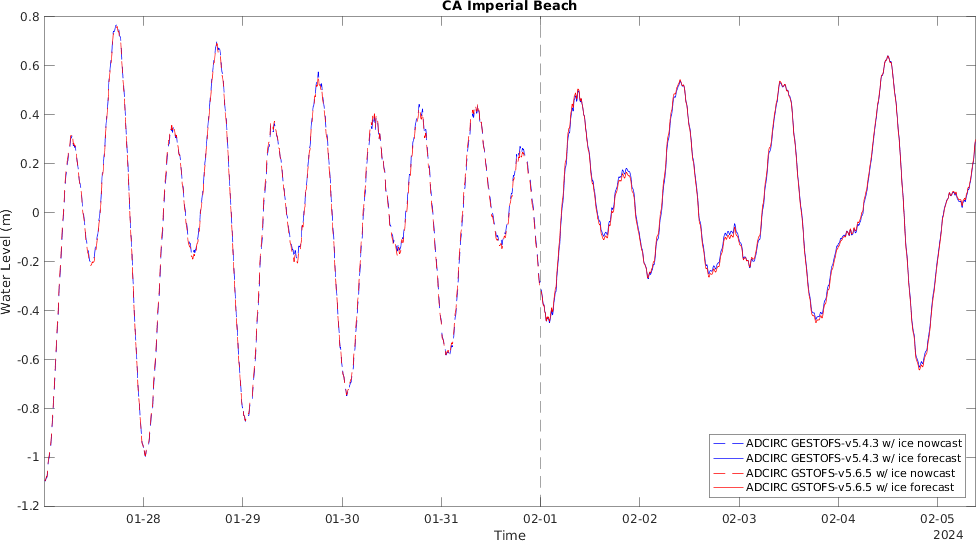 CA Imperial Beach
0.8
0.6
0.4
0.2
0
-0.2
-0.4
-0.6
-0.8
-1
-1.2
Water Level (m)
ADCIRC GESTOFS-v5.4.3 w/ ice nowcast
ADCIRC GESTOFS-v5.4.3 w/ ice forecast
ADCIRC GSTOFS-v5.6.5 w/ ice nowcast
ADCIRC GSTOFS-v5.6.5 w/ ice forecast
01-28 01-29 01-30 01-31 02-01 02-02 02-03 02-04 02-05
Time
2024